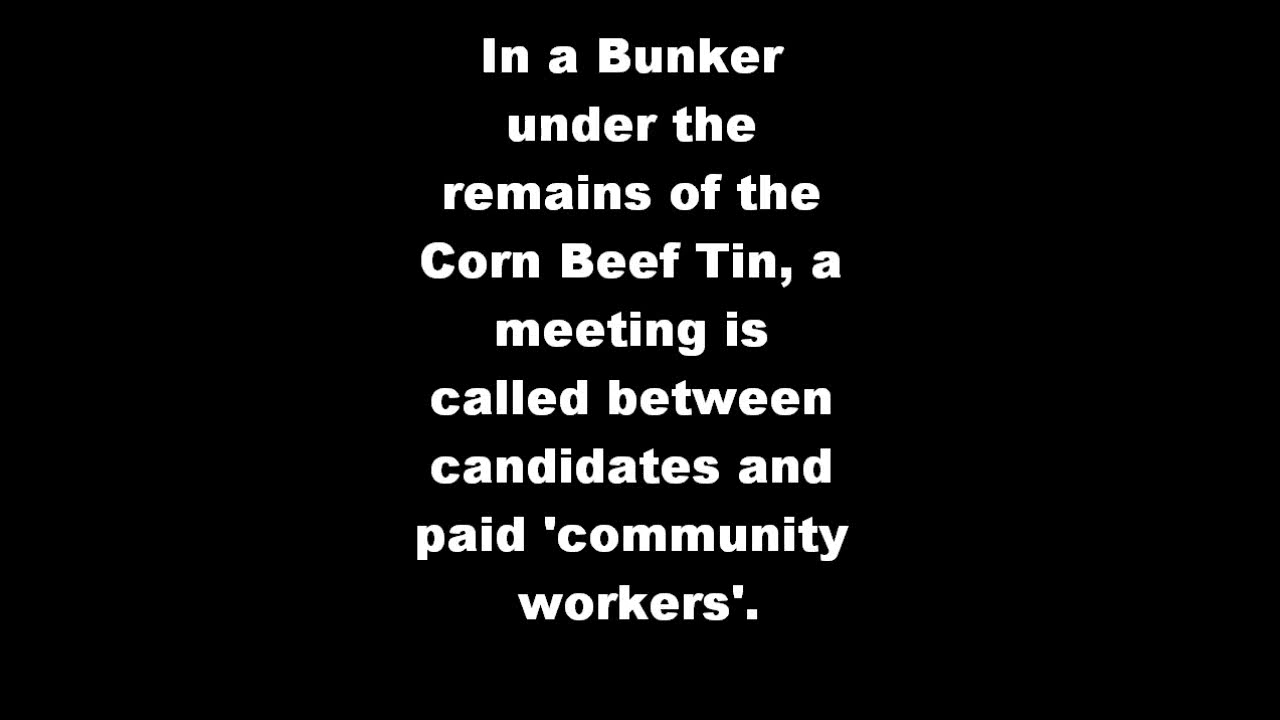 In a Bunker
under the
remains of the
Corn Beef Tin, a
meeting is
called between
candidates and
paid 'community
workers'.